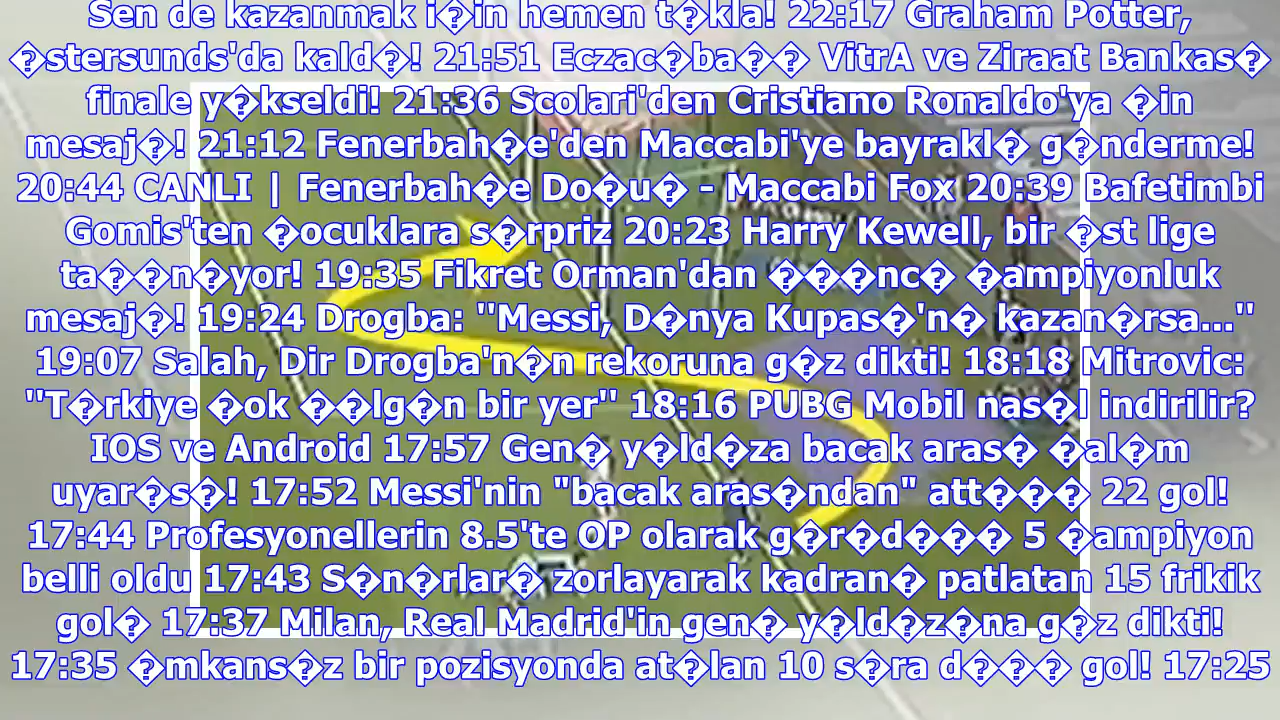 Sen de kazanmak i�in hemen t�kla! 22:17 Graham Potter,
�stersunds'da kald�! 21:51 Eczac�ba�� VitrA ve Ziraat Bankas�
finale y�kseldi! 21:36 Scolari'den Cristiano Ronaldo'ya �in
mesaj�! 21:12 Fenerbah�e'den Maccabi'ye bayrakl� g�nderme!
20:44 CANLI | Fenerbah�e Do�u� - Maccabi Fox 20:39 Bafetimbi
Gomis'ten �ocuklara s�rpriz 20:23 Harry Kewell, bir �st lige
ta��n�yor! 19:35 Fikret Orman'dan ���nc� �ampiyonluk
mesaj�! 19:24 Drogba: ''Messi, D�nya Kupas�'n� kazan�rsa...''
19:07 Salah, Dir Drogba'n�n rekoruna g�z dikti! 18:18 Mitrovic:
''T�rkiye �ok ��lg�n bir yer'' 18:16 PUBG Mobil nas�l indirilir?
IOS ve Android 17:57 Gen� y�ld�za bacak aras� �al�m
uyar�s�! 17:52 Messi'nin "bacak aras�ndan" att��� 22 gol!
17:44 Profesyonellerin 8.5'te OP olarak g�r�d��� 5 �ampiyon
belli oldu 17:43 S�n�rlar� zorlayarak kadran� patlatan 15 frikik
gol� 17:37 Milan, Real Madrid'in gen� y�ld�z�na g�z dikti!
17:35 �mkans�z bir pozisyonda at�lan 10 s�ra d��� gol! 17:25